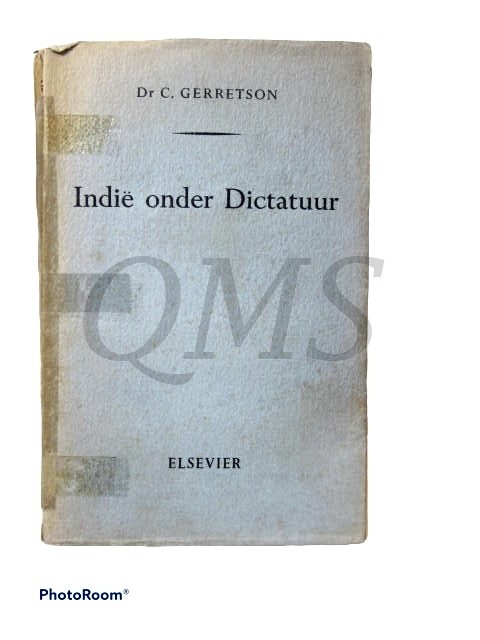 Dr C. GERRETSON
Indië onder Dictatuur
QMS
ELSEVIER
PhotoRoom®